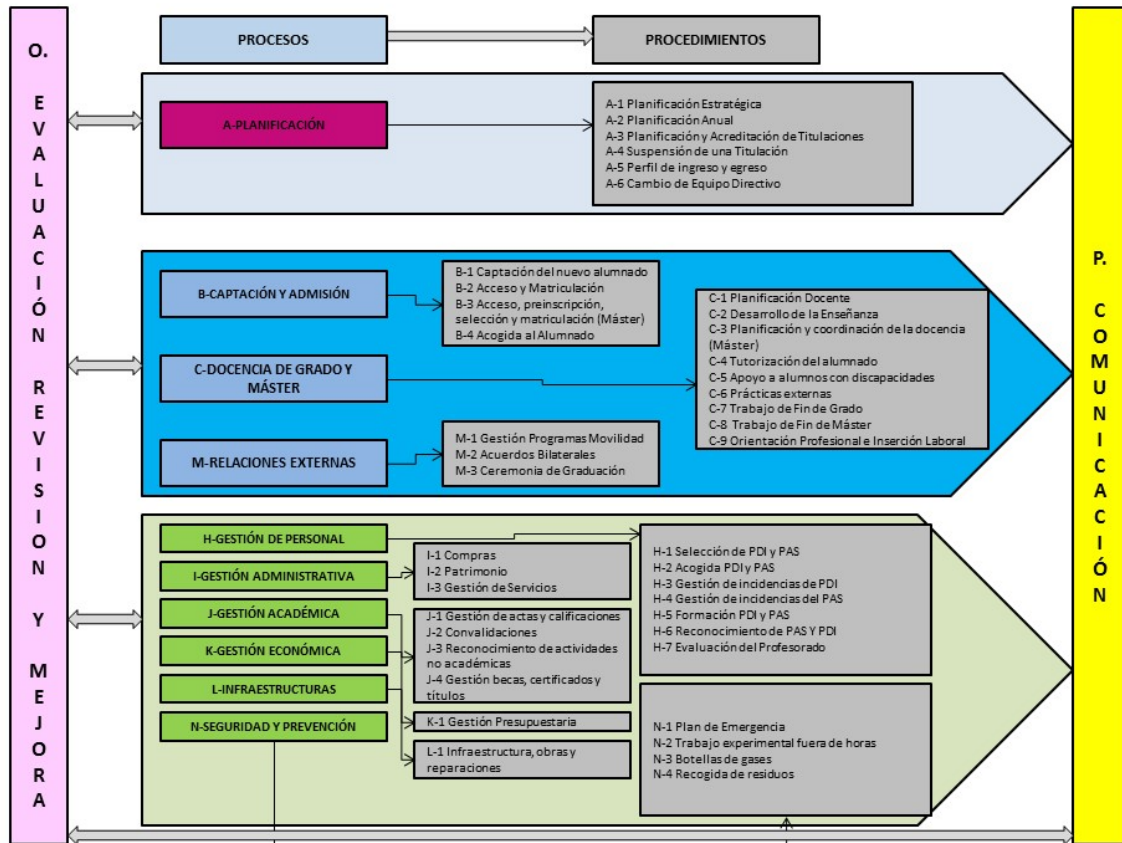 O. EVALUACIÓN REVISION Y MEJORA
PROCESOS
PROCEDIMIENTOS
A-PLANIFICACIÓN
A-1 Planificación Estratégica
A-2 Planificación Anual
A-3 Planificación y Acreditación de Titulaciones
A-4 Suspensión de una Titulación
A-5 Perfil de ingreso y egreso
A-6 Cambio de Equipo Directivo
B-CAPTACIÓN Y ADMISIÓN
B-1 Captación del nuevo alumnado
B-2 Acceso y Matriculación
B-3 Acceso, preinscripción,
selección y matriculación (Máster)
B-4 Acogida al Alumnado
C-DOCENCIA DE GRADO Y
MÁSTER
C-1 Planificación Docente
C-2 Desarrollo de la Enseñanza
C-3 Planificación y coordinación de la docencia
(Máster)
C-4 Tutorización del alumnado
C-5 Apoyo a alumnos con discapacidades
C-6 Prácticas externas
C-7 Trabajo de Fin de Grado
C-8 Trabajo de Fin de Máster
C-9 Orientación Profesional e Inserción Laboral
M-RELACIONES EXTERNAS
M-1 Gestión Programas Movilidad
M-2 Acuerdos Bilaterales
M-3 Ceremonia de Graduación
H-GESTIÓN DE PERSONAL
I-GESTIÓN ADMINISTRATIVA
J-GESTIÓN ACADÉMICA
K-GESTIÓN ECONÓMICA
L-INFRAESTRUCTURAS
N-SEGURIDAD Y PREVENCIÓN
I-1 Compras
I-2 Patrimonio
I-3 Gestión de Servicios
J-1 Gestión de actas y calificaciones
J-2 Convalidaciones
J-3 Reconocimiento de actividades
no académicas
J-4 Gestión becas, certificados y
títulos
K-1 Gestión Presupuestaria
L-1 Infraestructura, obras y
reparaciones
H-1 Selección de PDI y PAS
H-2 Acogida PDI y PAS
H-3 Gestión de incidencias de PDI
H-4 Gestión de incidencias del PAS
H-5 Formación PDI y PAS
H-6 Reconocimiento de PAS Y PDI
H-7 Evaluación del Profesorado
N-1 Plan de Emergencia
N-2 Trabajo experimental fuera de horas
N-3 Botellas de gases
N-4 Recogida de residuos
P. COMUNICACIÓN